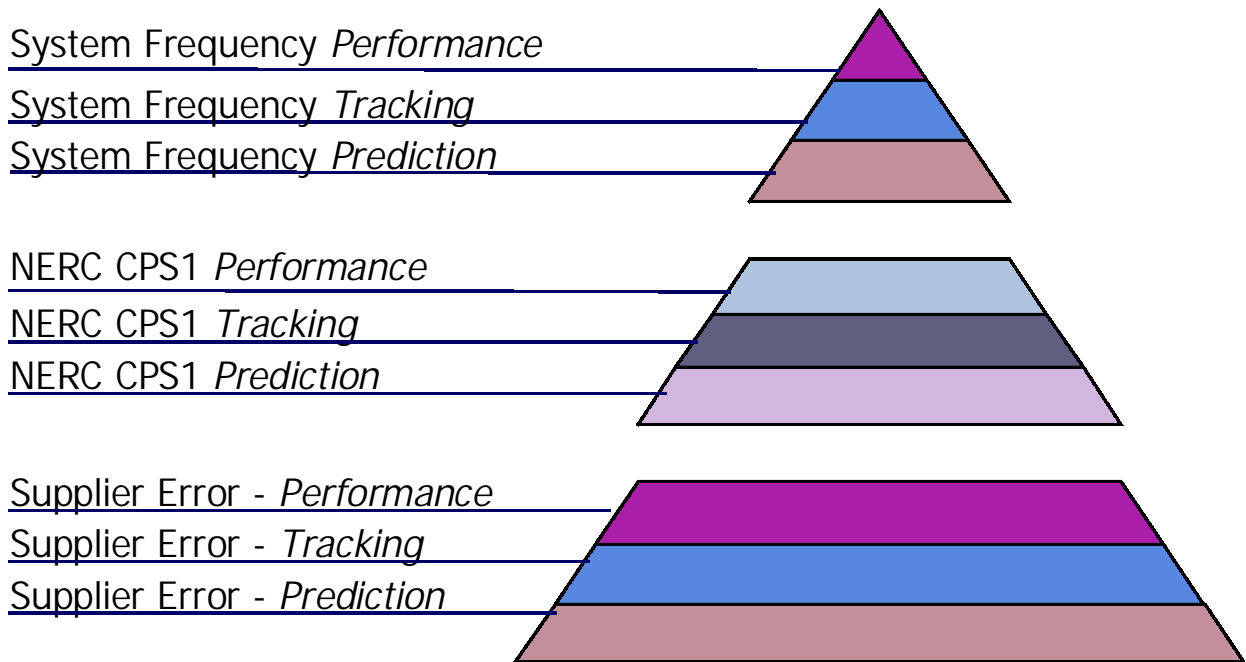 System Frequency Performance
System Frequency Tracking
System Frequency Prediction
NERC CPS1 Performance
NERC CPS1 Tracking
NERC CPS1 Prediction
Supplier Error - Performance
Supplier Error - Tracking
Supplier Error - Prediction